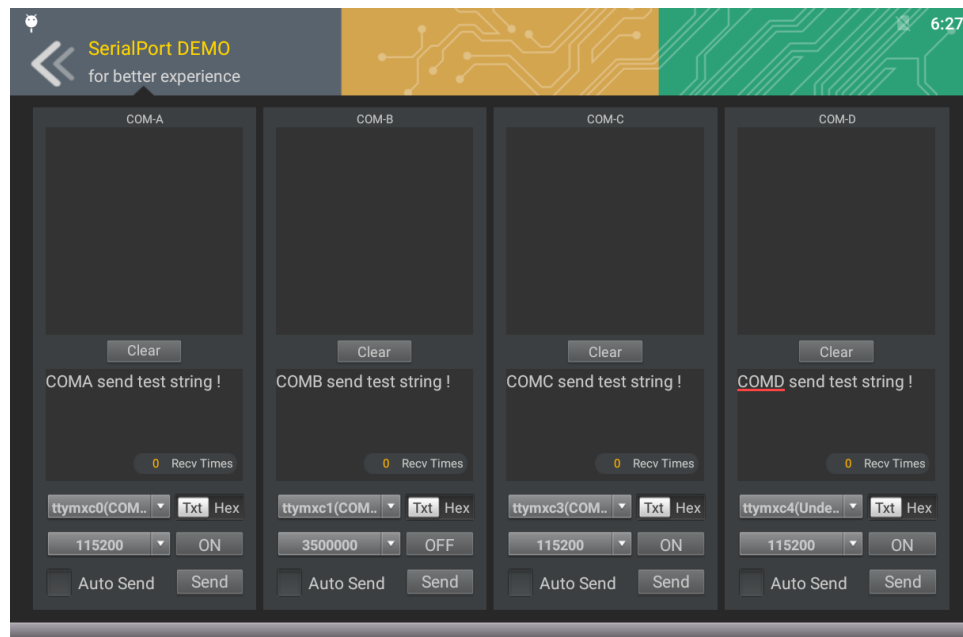 6:27
SerialPort DEMO
for better experience
COM-A
COM-B
COM-C
COM-D
Clear
Clear
Clear
Clear
COMA send test string !
COMB send test string !
COMC send test string !
COMD send test string !
0 Recv Times
0 Recv Times
0 Recv Times
0 Recv Times
ttymxc0(COM.. Txt Hex
ttymxc1(COM.. Txt Hex
ttymxc3(COM.. Txt Hex
ttymxc4(Unde.. Txt Hex
115200 ON
3500000 OFF
115200 ON
115200 ON
Auto Send Send
Auto Send Send
Auto Send Send
Auto Send Send